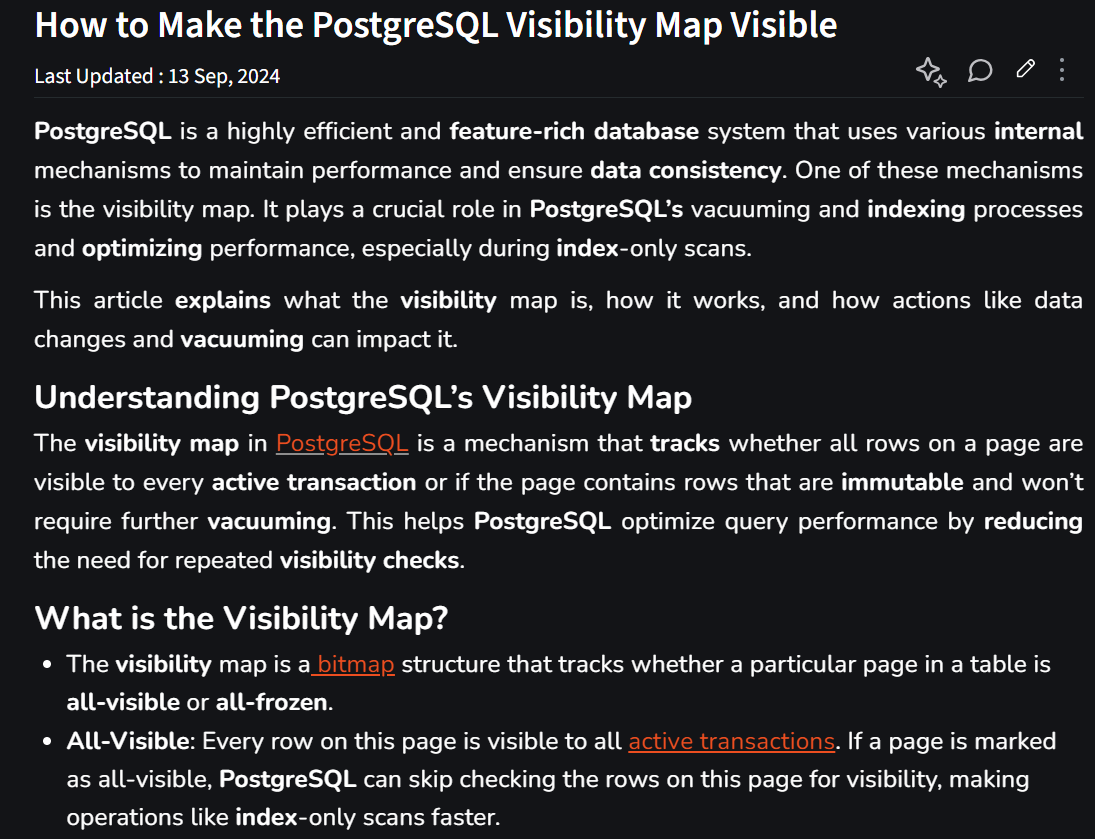 How to Make the PostgreSQL Visibility Map Visible
Last Updated : 13 Sep, 2024
PostgreSQL is a highly efficient and feature-rich database system that uses various internal
mechanisms to maintain performance and ensure data consistency. One of these mechanisms
is the visibility map. It plays a crucial role in PostgreSQL’s vacuuming and indexing processes
and optimizing performance, especially during index-only scans.
This article explains what the visibility map is, how it works, and how actions like data
changes and vacuuming can impact it.
Understanding PostgreSQL’s Visibility Map
The visibility map in PostgreSQL is a mechanism that tracks whether all rows on a page are
visible to every active transaction or if the page contains rows that are immutable and won’t
require further vacuuming. This helps PostgreSQL optimize query performance by reducing
the need for repeated visibility checks.
What is the Visibility Map?
• The visibility map is a bitmap structure that tracks whether a particular page in a table is
all-visible or all-frozen.
• All-Visible: Every row on this page is visible to all active transactions. If a page is marked
as all-visible, PostgreSQL can skip checking the rows on this page for visibility, making
operations like index-only scans faster.